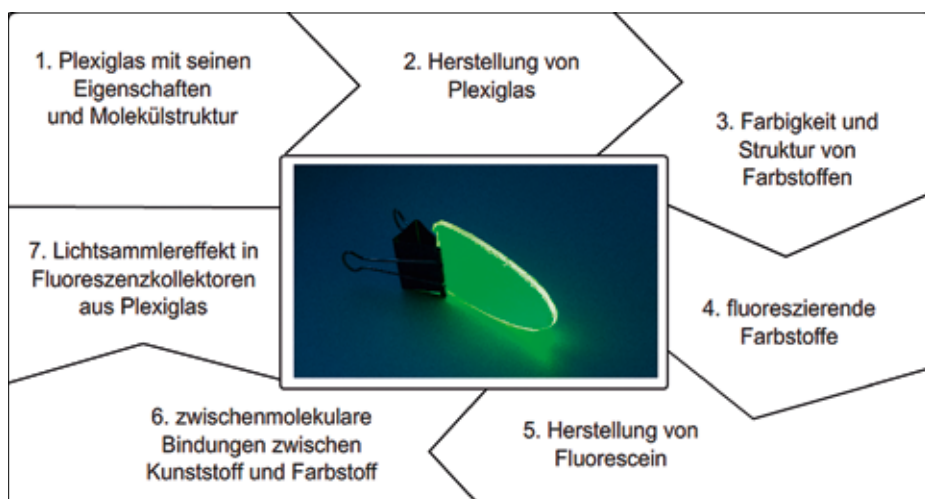 1. Plexiglas mit seinen
Eigenschaften
und Molekülstruktur
2. Herstellung von
Plexiglas
3. Farbigkeit und
Struktur von
Farbstoffen
4. fluoreszierende
Farbstoffe
5. Herstellung von
Fluorescein
6. zwischenmolekulare
Bindungen zwischen
Kunststoff und Farbstoff
7. Lichtsammlereffekt in
Fluoreszenzkollektoren
aus Plexiglas